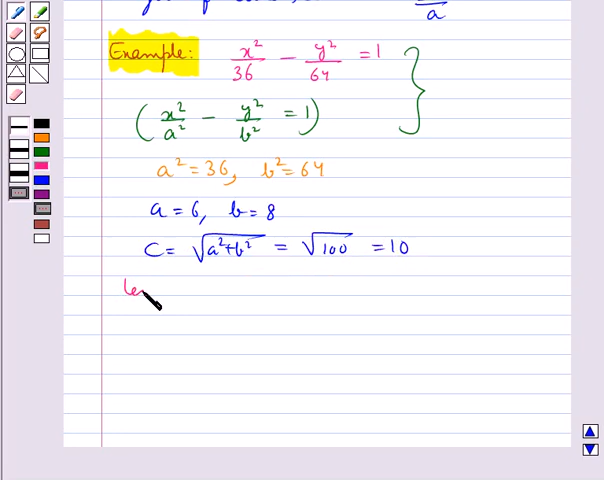 a
Example: x²/36 - y²/64 = 1
( x²/a² - y²/b² = 1 )
a² = 36, b² = 64
a = 6, b = 8
C = √(a²+b²) = √100 = 10
le